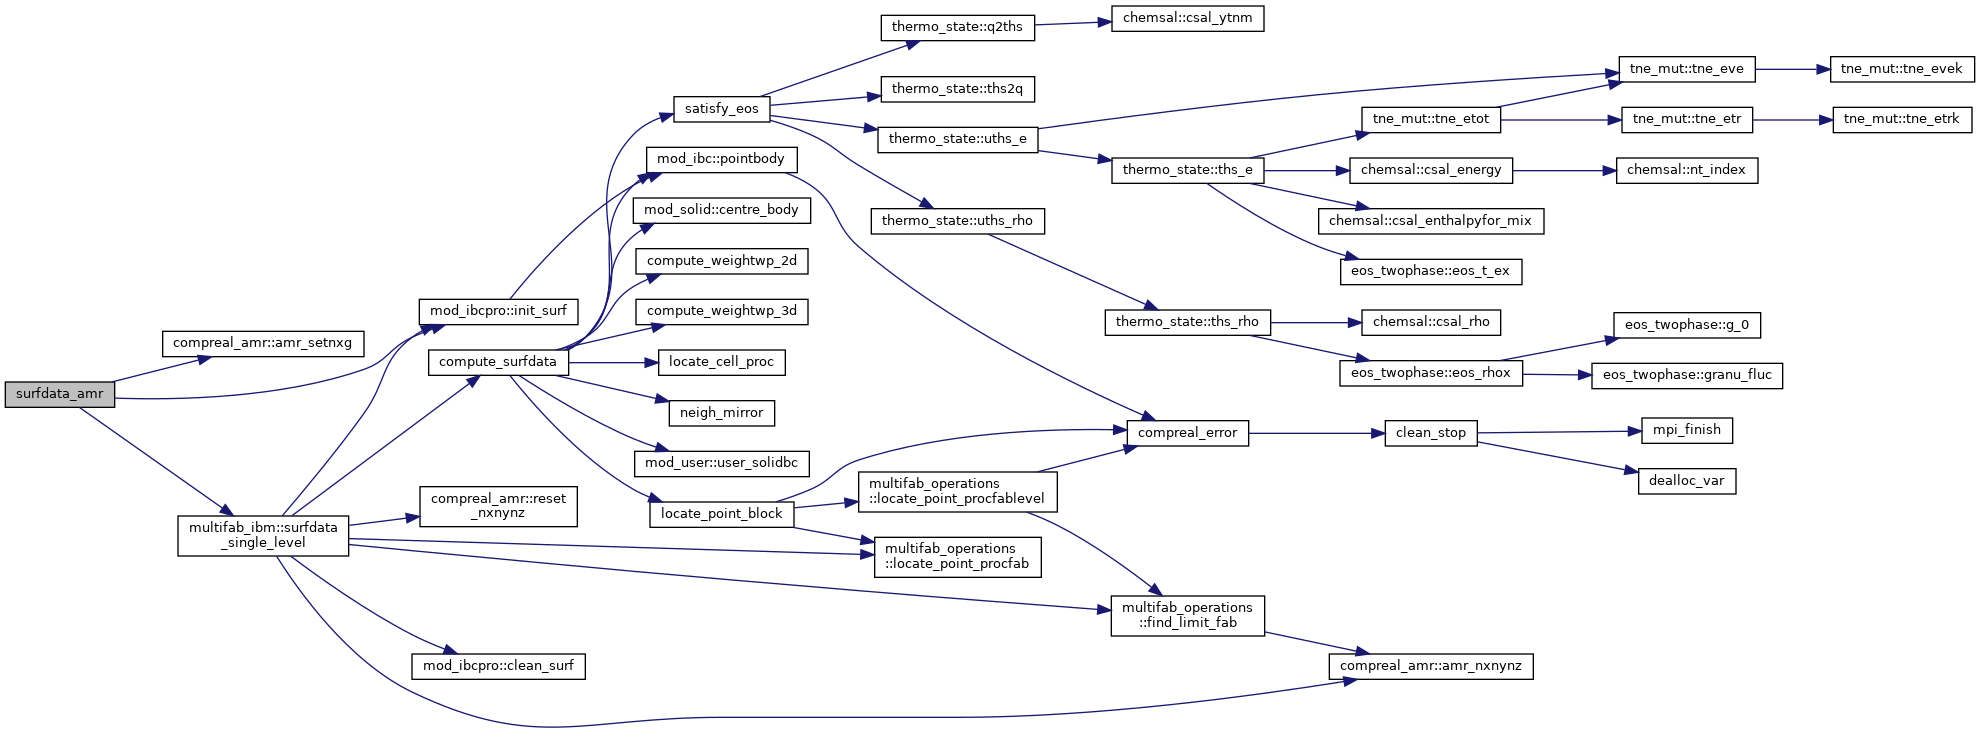 surfdata_amr
compreal_amr::amr_setnxg
multifab_ibm::surfdata
_single_level
mod_ibcpro::init_surf
compute_surfdata
compreal_amr::reset
_nxnynz
mod_ibcpro::clean_surf
satisfy_eos
mod_ibc::pointbody
mod_solid::centre_body
compute_weightwp_2d
compute_weightwp_3d
locate_cell_proc
neigh_mirror
mod_user::user_solidbc
locate_point_block
thermo_state::q2ths
thermo_state::ths2q
thermo_state::uths_e
thermo_state::uths_rho
multifab_operations
::locate_point_procfablevel
multifab_operations
::locate_point_procfab
chemsal::csal_ytnm
thermo_state::ths_e
thermo_state::ths_rho
compreal_error
multifab_operations
::find_limit_fab
tne_mut::tne_etot
chemsal::csal_energy
chemsal::csal_enthalpyfor_mix
eos_twophase::eos_t_ex
chemsal::csal_rho
eos_twophase::eos_rhox
clean_stop
compreal_amr::amr_nxnynz
tne_mut::tne_eve
tne_mut::tne_etr
chemsal::nt_index
eos_twophase::g_0
eos_twophase::granu_fluc
mpi_finish
dealloc_var
tne_mut::tne_evek
tne_mut::tne_etrk